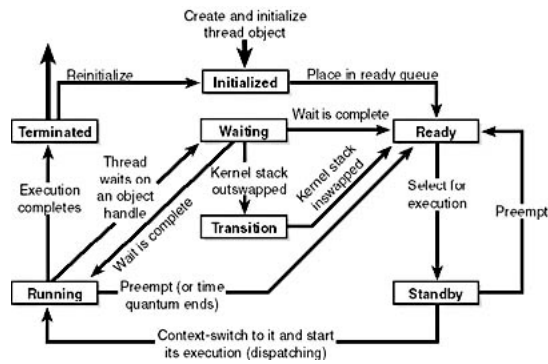 Create and initialize
thread object
Reinitialize
Initialized
Place in ready queue
Terminated
Waiting
Wait is complete
Ready
Execution
completes
Thread
waits on
an object
handle
Wait is complete
Kernel stack
outswapped
Transition
Kernel stack
inswapped
Select for
execution
Preempt
Running
Preempt (or time
quantum ends)
Standby
Context-switch to it and start
its execution (dispatching)